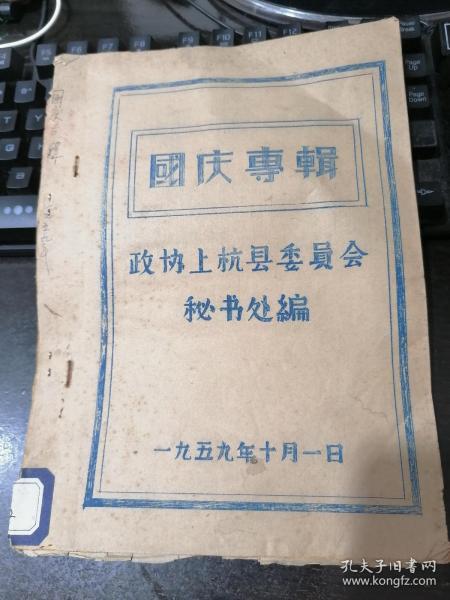 國庆專輯
政协上杭县委員会
秘书处編
一九五九年十月一日
孔夫子旧书网
www.kongfz.com